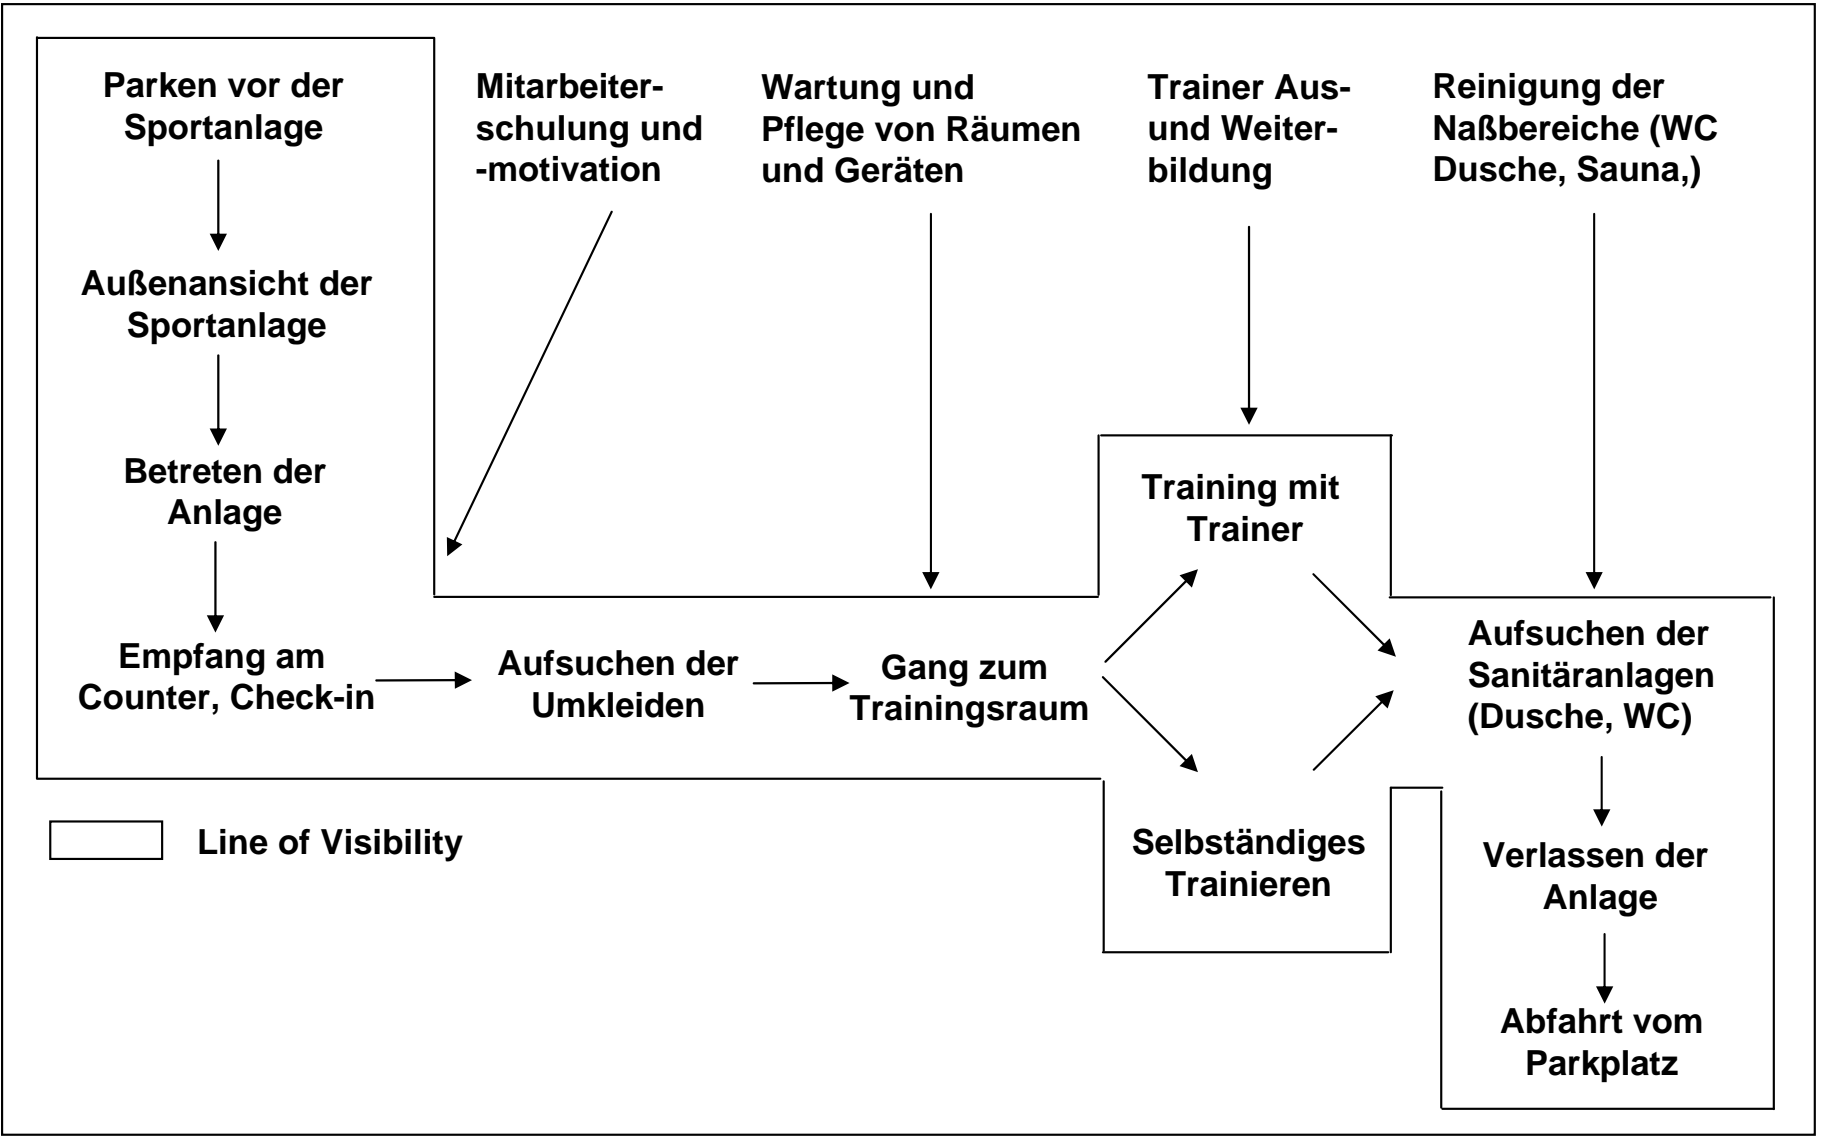 Parken vor der
Sportanlage
Außenansicht der
Sportanlage
Betreten der
Anlage
Empfang am
Counter, Check-in
Mitarbeiter-
schulung und
-motivation
Wartung und
Pflege von Räumen
und Geräten
Trainer Aus-
und Weiter-
bildung
Reinigung der
Naßbereiche (WC
Dusche, Sauna,)
Aufsuchen der
Umkleiden
Gang zum
Trainingsraum
Training mit
Trainer
Selbständiges
Trainieren
Aufsuchen der
Sanitäranlagen
(Dusche, WC)
Verlassen der
Anlage
Abfahrt vom
Parkplatz
Line of Visibility